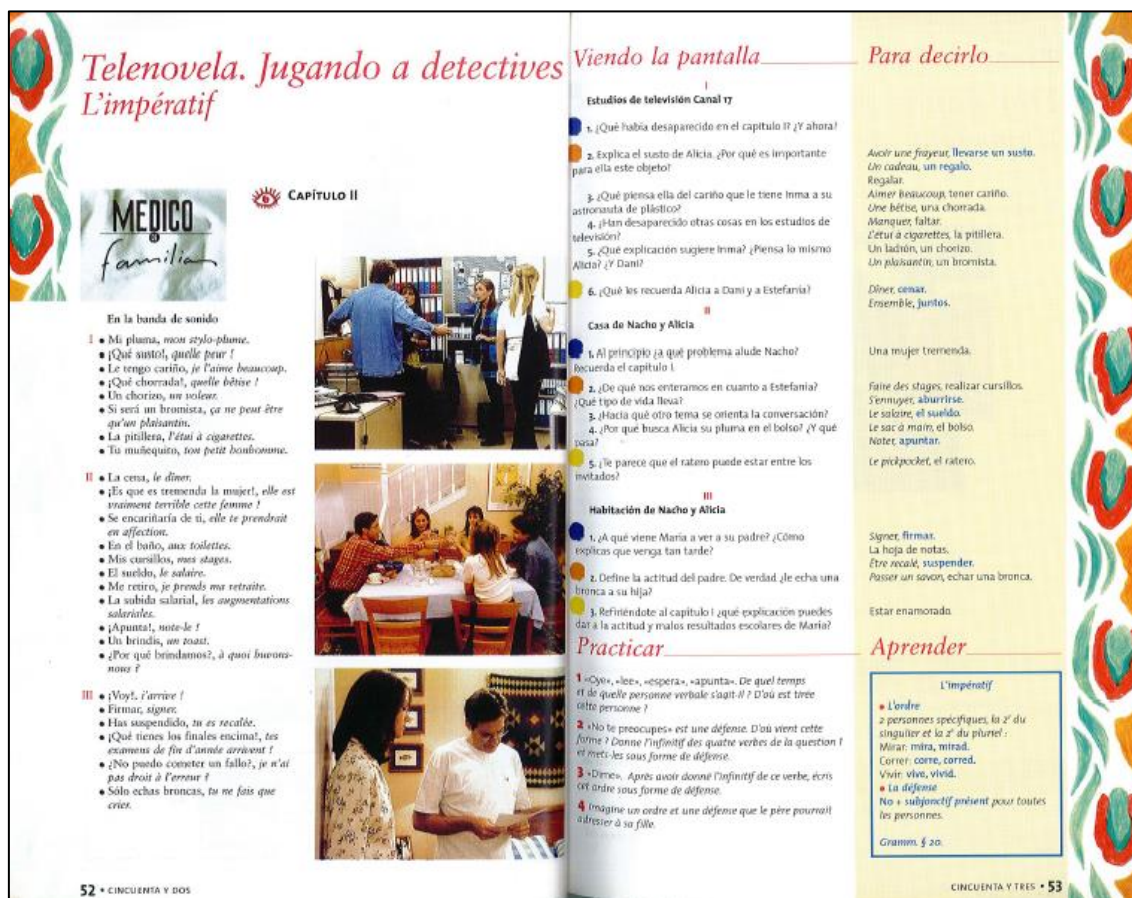 Telenovela. Jugando a detectives
L'impératif
MEDICO
de
familia
CAPÍTULO II
En la banda de sonido
I • Mi pluma, mon stylo-plume.
• ¡Qué susto!, quelle peur !
• Le tengo cariño, je l'aime beaucoup.
• ¡Qué chorrada!, quelle bêtise !
• Un chorizo, un voleur.
• Si será un bromista, ça ne peut être
qu'un plaisantin.
• La pitillera, l'étui à cigarettes.
• Tu muñequito, ton petit bonhomme.
II • La cena, le dîner.
• ¡Es que es tremenda la mujer!, elle est
vraiment terrible cette femme !
• Se encariñaría de ti, elle te prendrait
en affection.
• En el baño, aux toilettes.
• Mis cursillos, mes stages.
• El sueldo, le salaire.
• Me retiro, je prends ma retraite.
• La subida salarial, les augmentations
salariales.
• ¡Apunta!, note-le !
• Un brindis, un toast.
• ¿Por qué brindamos?, à quoi buvons-
nous ?
III • ¡Voy!, j'arrive !
• Firmar, signer.
• Has suspendido, tu es recalée.
• ¡Qué tienes los finales encima!, tes
examens de fin d'année arrivent !
• ¿No puedo cometer un fallo?, je n'ai
pas droit à l'erreur ?
• Sólo echas broncas, tu ne fais que
crier.
52 • CINCUENTA Y DOS
Viendo la pantalla
I
Estudios de televisión Canal 17
1. ¿Qué había desaparecido en el capítulo I? ¿Y ahora?
2. Explica el susto de Alicia. ¿Por qué es importante
para ella este objeto?
3. ¿Qué piensa ella del cariño que le tiene Inma a su
astronauta de plástico?
4. ¿Han desaparecido otras cosas en los estudios de
televisión?
5. ¿Qué explicación sugiere Inma? ¿Piensa lo mismo
Alicia? ¿Y Dani?
6. ¿Qué les recuerda Alicia a Dani y a Estefanía?
II
Casa de Nacho y Alicia
1. Al principio ¿a qué problema alude Nacho?
Recuerda el capítulo I.
2. ¿De qué nos enteramos en cuanto a Estefanía?
¿Qué tipo de vida lleva?
3. ¿Hacia qué otro tema se orienta la conversación?
4. ¿Por qué busca Alicia su pluma en el bolso? ¿Y qué
pasa?
5. ¿Te parece que el ratero puede estar entre los
invitados?
III
Habitación de Nacho y Alicia
1. ¿A qué viene María a ver a su padre? ¿Cómo
explicas que venga tan tarde?
2. Define la actitud del padre. De verdad ¿le echa una
bronca a su hija?
3. Refiriéndote al capítulo I ¿qué explicación puedes
dar a la actitud y malos resultados escolares de María?
Practicar
1 «Oye», «lee», «espera», «apunta». De quel temps
et de quelle personne verbale s'agit-il ? D'où est tirée
cette personne ?
2 «No te preocupes» est une défense. D'où vient cette
forme ? Donne l'infinitif des quatre verbes de la question 1
et mets-les sous forme de défense.
3 «Dime». Après avoir donné l'infinitif de ce verbe, écris
cet ordre sous forme de défense.
4 Imagine un ordre et une défense que le père pourrait
adresser à sa fille.
Para decirlo
Avoir une frayeur, llevarse un susto.
Un cadeau, un regalo.
Regalar.
Aimer beaucoup, tener cariño.
Une bêtise, una chorrada.
Manquer, faltar.
L'étui à cigarettes, la pitillera.
Un ladrón, un chorizo.
Un plaisantin, un bromista.
Dîner, cenar.
Ensemble, juntos.
Una mujer tremenda.
Faire des stages, realizar cursillos.
S'ennuyer, aburrirse.
Le salaire, el sueldo.
Le sac à main, el bolso.
Noter, apuntar.
Le pickpocket, el ratero.
Signer, firmar.
La hoja de notas.
Être recalé, suspender.
Passer un savon, echar una bronca.
Estar enamorado.
Aprender
L'impératif
• L'ordre
2 personnes spécifiques, la 2e du
singulier et la 2e du pluriel :
Mirar: mira, mirad.
Correr: corre, corred.
Vivir: vive, vivid.
• La défense
No + subjonctif présent pour toutes
les personnes.
Gramm. § 20.
CINCUENTA Y TRES • 53